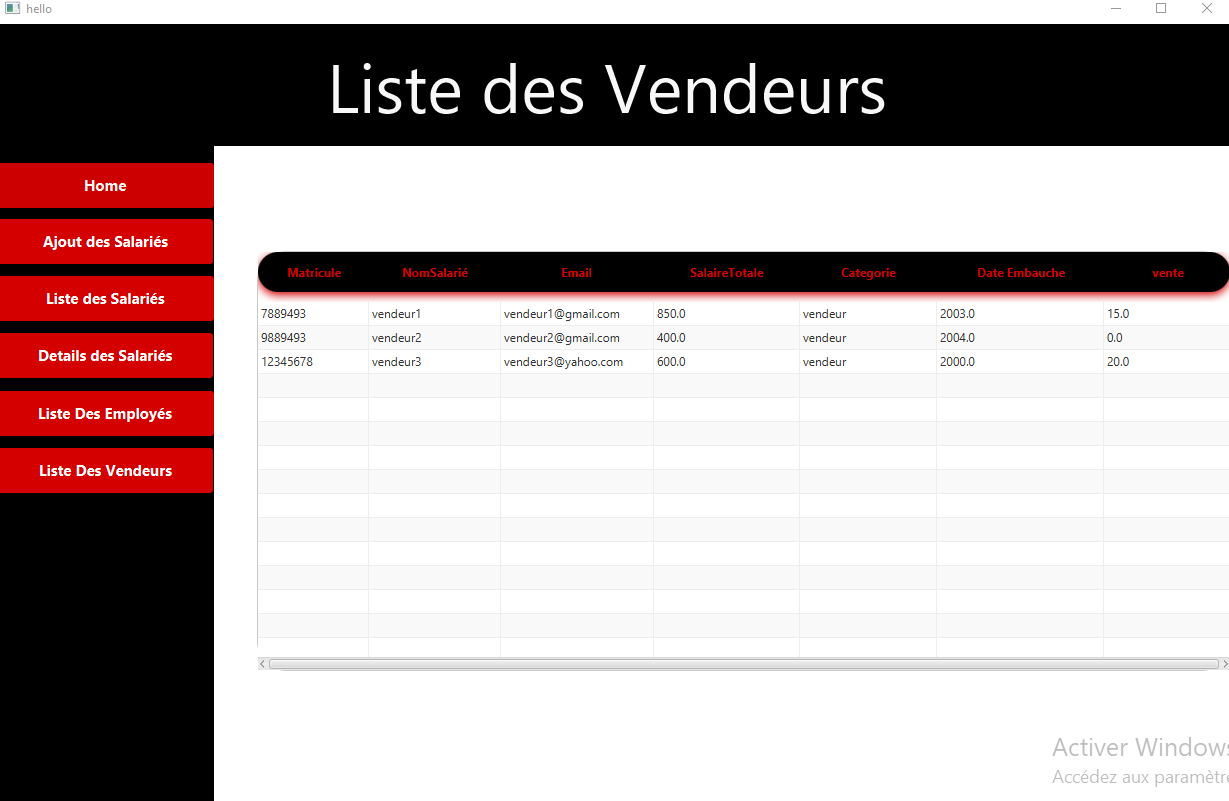 hello
Liste des Vendeurs
Home
Ajout des Salariés
Liste des Salariés
Details des Salariés
Liste Des Employés
Liste Des Vendeurs
Matricule NomSalarié Email SalaireTotale Categorie Date Embauche vente
7889493 vendeur1 vendeur1@gmail.com 850.0 vendeur 2003.0 15.0
9889493 vendeur2 vendeur2@gmail.com 400.0 vendeur 2004.0 0.0
12345678 vendeur3 vendeur3@yahoo.com 600.0 vendeur 2000.0 20.0
Activer Windows
Accédez aux paramètre